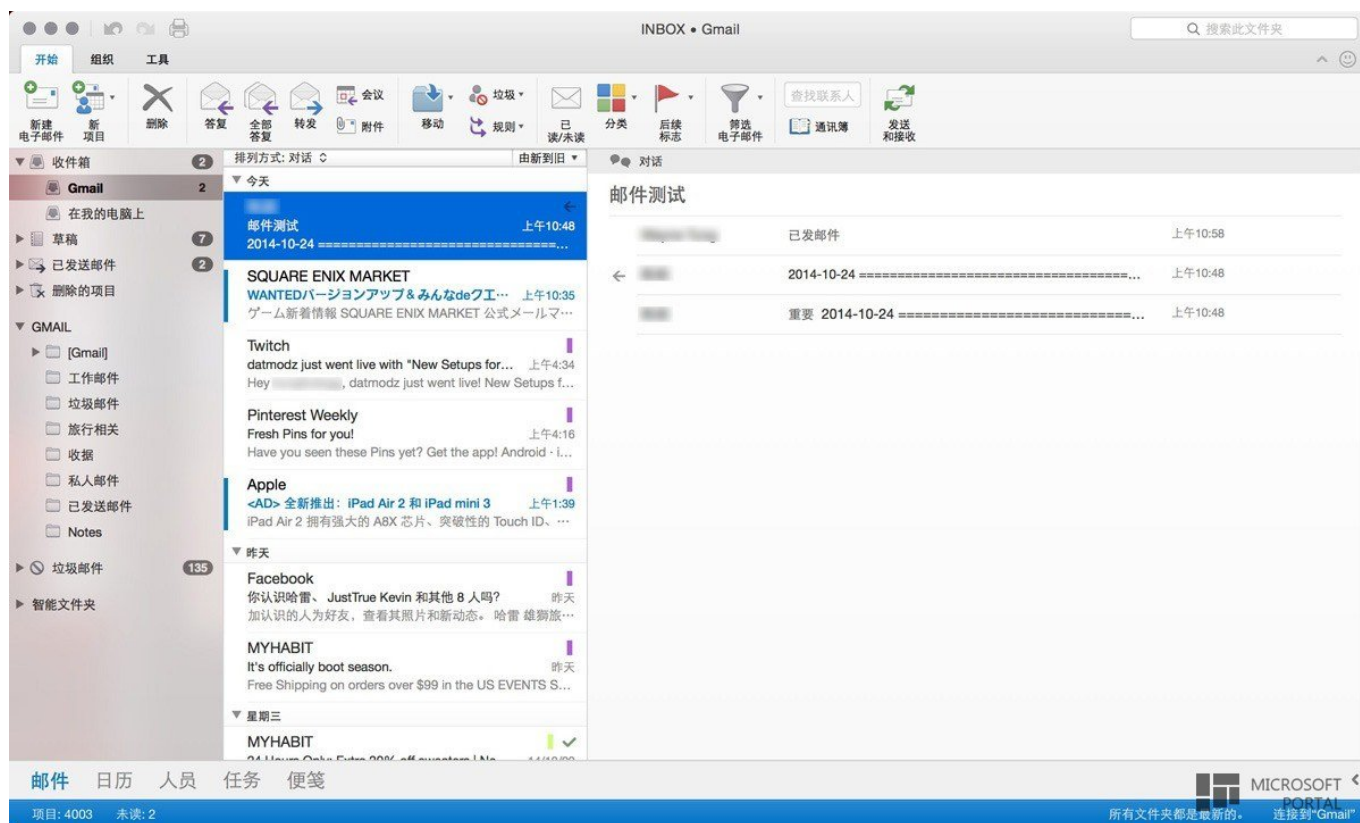 INBOX • Gmail
搜索此文件夹
开始 组织 工具
新建
电子邮件
新
项目
删除
答复
全部
答复
转发
会议
附件
移动
垃圾
规则
已
读/未读
分类
后续
标志
筛选
电子邮件
查找联系人
通讯簿
发送
和接收
收件箱 2
Gmail 2
在我的电脑上
草稿 7
已发送邮件 2
删除的项目
GMAIL
[Gmail]
工作邮件
垃圾邮件
旅行相关
收据
私人邮件
已发送邮件
Notes
垃圾邮件 135
智能文件夹
排列方式: 对话 由新到旧
今天
邮件测试 上午10:48
2014-10-24 ================================...
SQUARE ENIX MARKET
WANTEDバージョンアップ＆みんなdeクエ… 上午10:35
ゲーム新着情報 SQUARE ENIX MARKET 公式メールマ…
Twitch
datmodz just went live with "New Setups for... 上午4:34
Hey , datmodz just went live! New Setups f...
Pinterest Weekly
Fresh Pins for you! 上午4:16
Have you seen these Pins yet? Get the app! Android · i...
Apple
<AD> 全新推出：iPad Air 2 和 iPad mini 3 上午1:39
iPad Air 2 拥有强大的 A8X 芯片、突破性的 Touch ID、…
昨天
Facebook
你认识哈雷、 JustTrue Kevin 和其他 8 人吗? 昨天
加认识的人为好友，查看其照片和新动态。 哈雷 雄獅旅…
MYHABIT
It's officially boot season. 昨天
Free Shipping on orders over $99 in the US EVENTS S...
星期三
MYHABIT
对话
邮件测试
已发邮件 上午10:58
2014-10-24 ==================================... 上午10:48
重要 2014-10-24 =============================... 上午10:48
邮件 日历 人员 任务 便笺
MICROSOFT
PORTAL
项目: 4003 未读: 2
所有文件夹都是最新的。 连接到"Gmail"